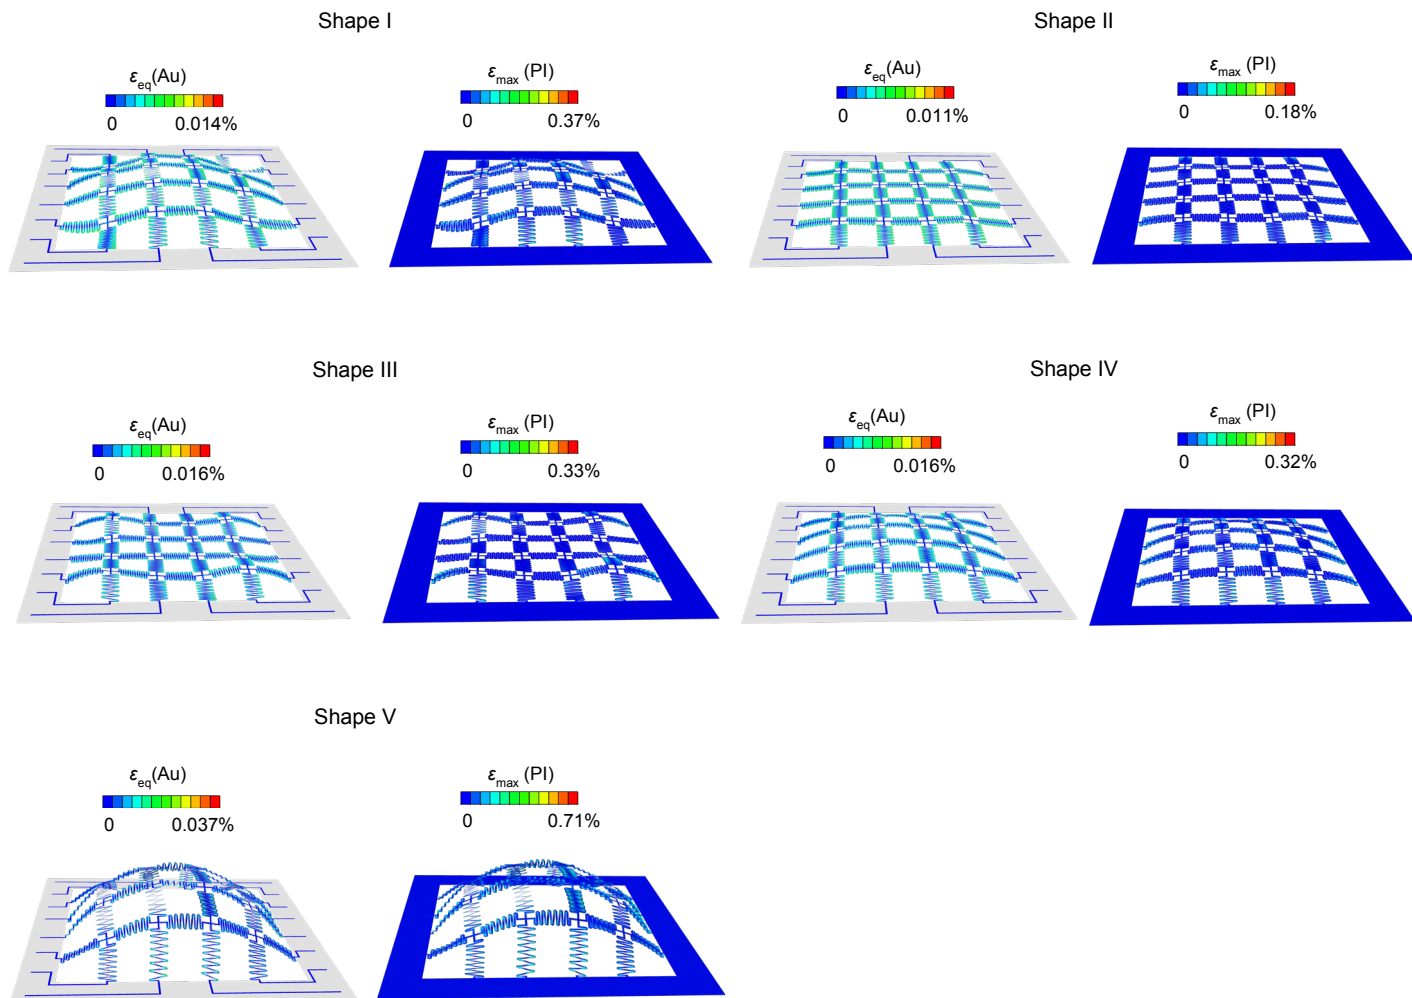 Shape I
Shape II
εeq(Au)
εmax (PI)
εeq(Au)
εmax (PI)
0 0.014%
0 0.37%
0 0.011%
0 0.18%
Shape III
Shape IV
εeq(Au)
εmax (PI)
εeq(Au)
εmax (PI)
0 0.016%
0 0.33%
0 0.016%
0 0.32%
Shape V
εeq(Au)
εmax (PI)
0 0.037%
0 0.71%